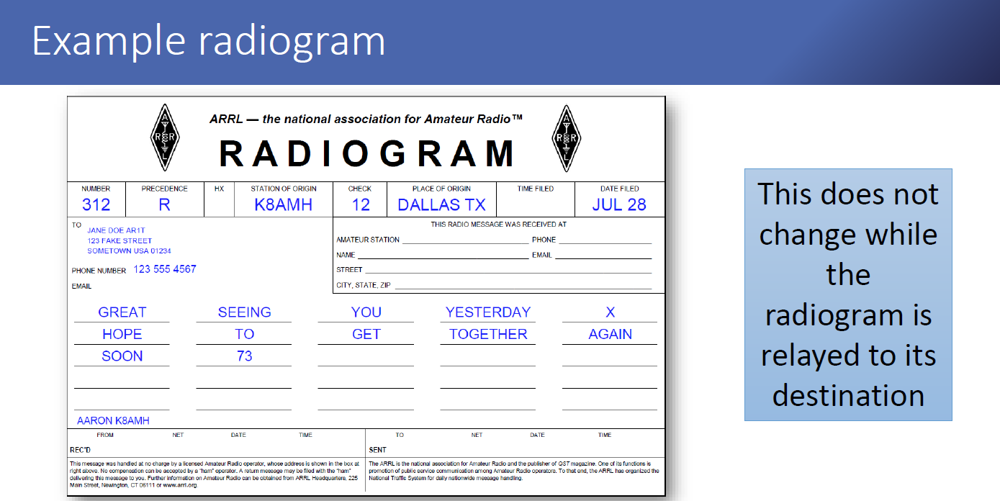 Example radiogram
ARRL — the national association for Amateur Radio™
RADIOGRAM
NUMBER PRECEDENCE HX STATION OF ORIGIN CHECK PLACE OF ORIGIN TIME FILED DATE FILED
312 R K8AMH 12 DALLAS TX JUL 28
TO
JANE DOE AR1T
123 FAKE STREET
SOMETOWN USA 01234
PHONE NUMBER 123 555 4567
EMAIL
THIS RADIO MESSAGE WAS RECEIVED AT
AMATEUR STATION PHONE
NAME EMAIL
STREET
CITY, STATE, ZIP
GREAT SEEING YOU YESTERDAY X
HOPE TO GET TOGETHER AGAIN
SOON 73
AARON K8AMH
FROM NET DATE TIME
REC'D
TO NET DATE TIME
SENT
This message was handled at no charge by a licensed Amateur Radio operator, whose address is shown in the box at
right above. No compensation can be accepted by a "ham" operator. A return message may be filed with the "ham"
delivering this message to you. Further information on Amateur Radio can be obtained from ARRL Headquarters, 225
Main Street, Newington, CT 06111 or www.arrl.org.
The ARRL is the national association for Amateur Radio and the publisher of QST magazine. One of its functions is
promotion of public service communication among Amateur Radio operators. To that end, the ARRL has organized the
National Traffic System for daily nationwide message handling.
This does not
change while
the
radiogram is
relayed to its
destination